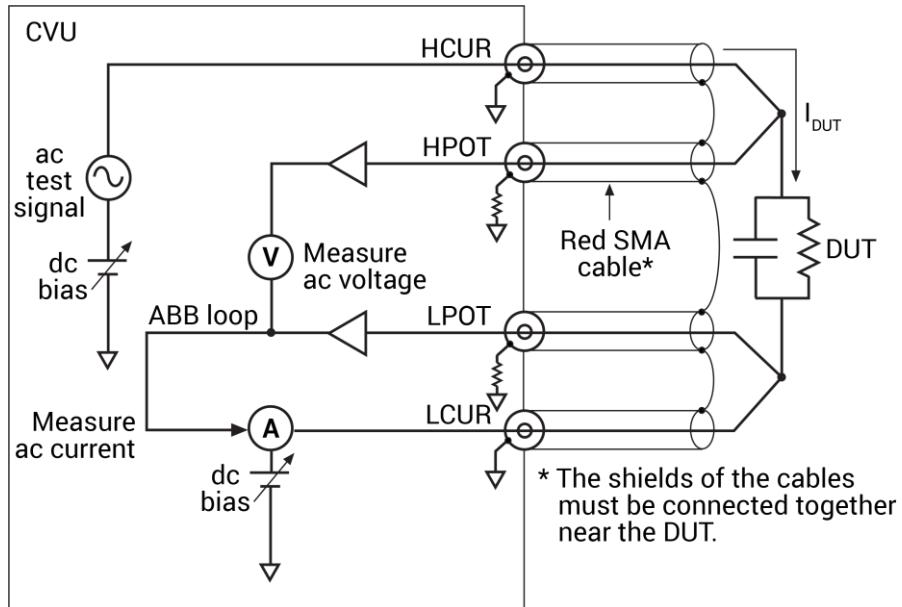 CVU
HCUR
I_DUT
HPOT
ac
test
signal
Red SMA
cable*
DUT
V
Measure
ac voltage
dc
bias
ABB loop
LPOT
Measure
ac current
A
LCUR
dc
bias
* The shields of the cables
must be connected together
near the DUT.